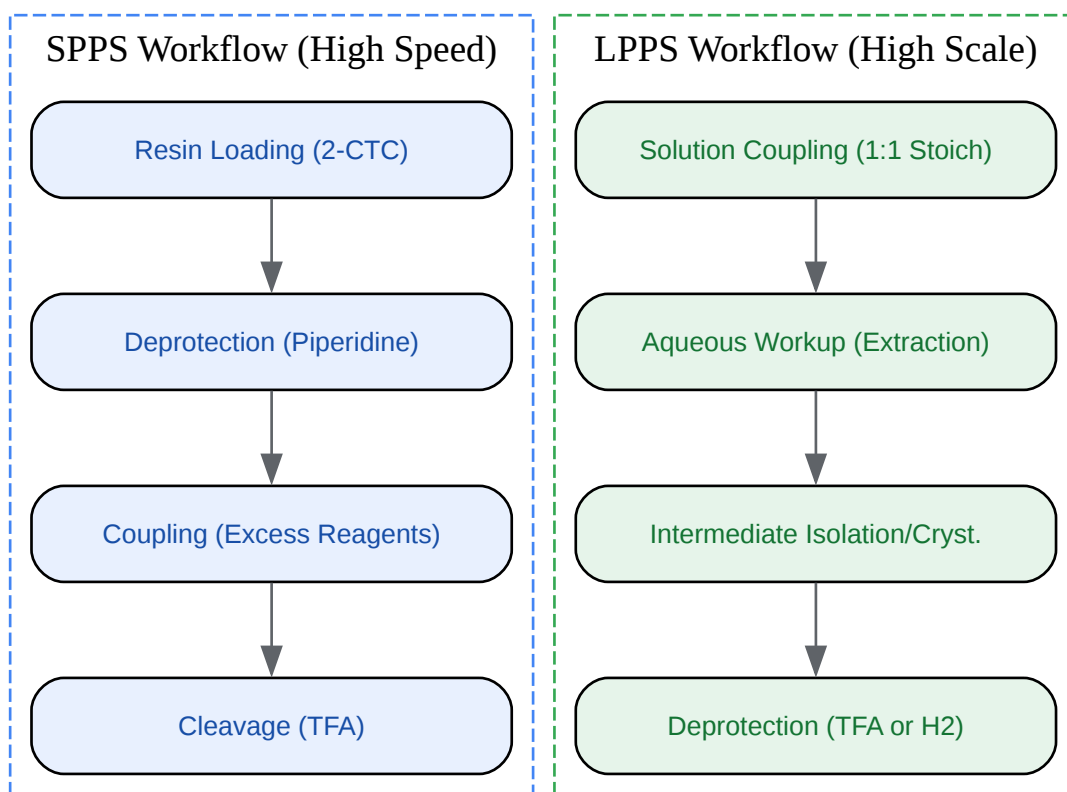 SPPS Workflow (High Speed)
Resin Loading (2-CTC)
Deprotection (Piperidine)
Coupling (Excess Reagents)
Cleavage (TFA)
LPPS Workflow (High Scale)
Solution Coupling (1:1 Stoich)
Aqueous Workup (Extraction)
Intermediate Isolation/Cryst.
Deprotection (TFA or H2)